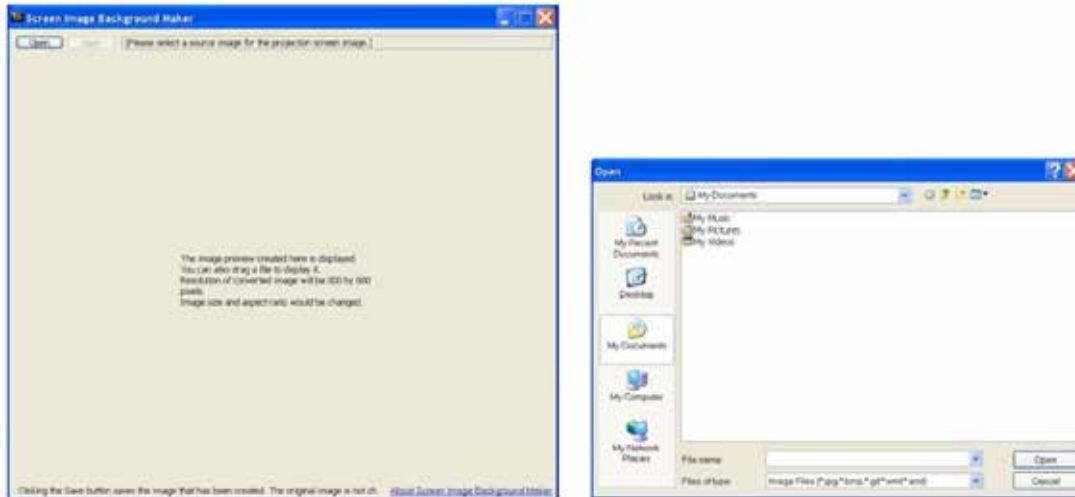 Screen Image Background Maker
Open Save [Please select a source image for the projection screen image.]
The image preview created here is displayed.
You can also drag a file to display it.
Resolution of converted image will be 800 by 600
pixels.
Image size and aspect ratio would be changed.
Clicking the Save button saves the image that has been created. The original image is not ch. About Screen Image Background Maker
Open
Look in: My Documents
My Music
My Pictures
My Videos
My Recent
Documents
Desktop
My Documents
My Computer
My Network
Places
File name:
Open
Files of type: Image Files (*.jpg *.bmp *.gif *.wmf *.emf)
Cancel